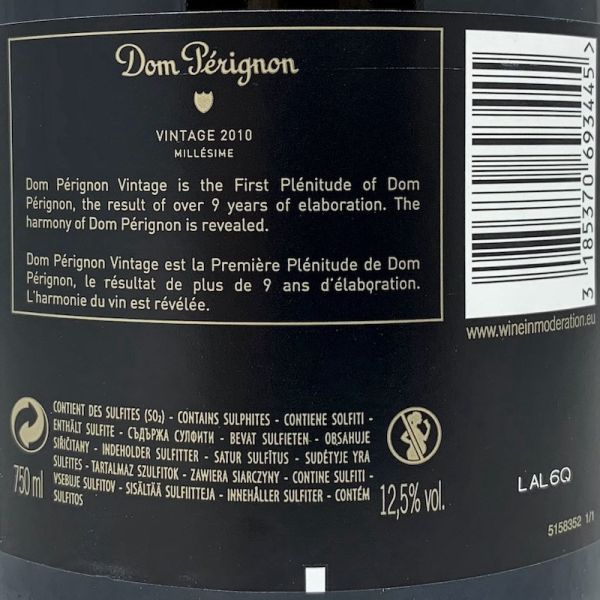 Dom Pérignon
VINTAGE 2010
MILLÉSIME
Dom Pérignon Vintage is the First Plénitude of Dom
Pérignon, the result of over 9 years of elaboration. The
harmony of Dom Pérignon is revealed.
Dom Pérignon Vintage est la Première Plénitude de Dom
Pérignon, le résultat de plus de 9 ans d'élaboration.
L'harmonie du vin est révélée.
3 185370 693445 >
www.wineinmoderation.eu
CONTIENT DES SULFITES (SO₂) - CONTAINS SULPHITES - CONTIENE SOLFITI -
ENTHÄLT SULFITE - СЪДЪРЖА СУЛФИТИ - BEVAT SULFIETEN - OBSAHUJE
SIŘIČITANY - INDEHOLDER SULFITTER - SATUR SULFĪTUS - SUDĖTYJE YRA
SULFITES - TARTALMAZ SZULFITOK - ZAWIERA SIARCZYNY - CONTINE SULFITI -
VSEBUJE SULFITOV - SISÄLTÄÄ SULFIITTEJA - INNEHÅLLER SULFITER - CONTÉM
SULFITOS
750 ml
12,5% vol.
LAL6Q
5158352 1/1